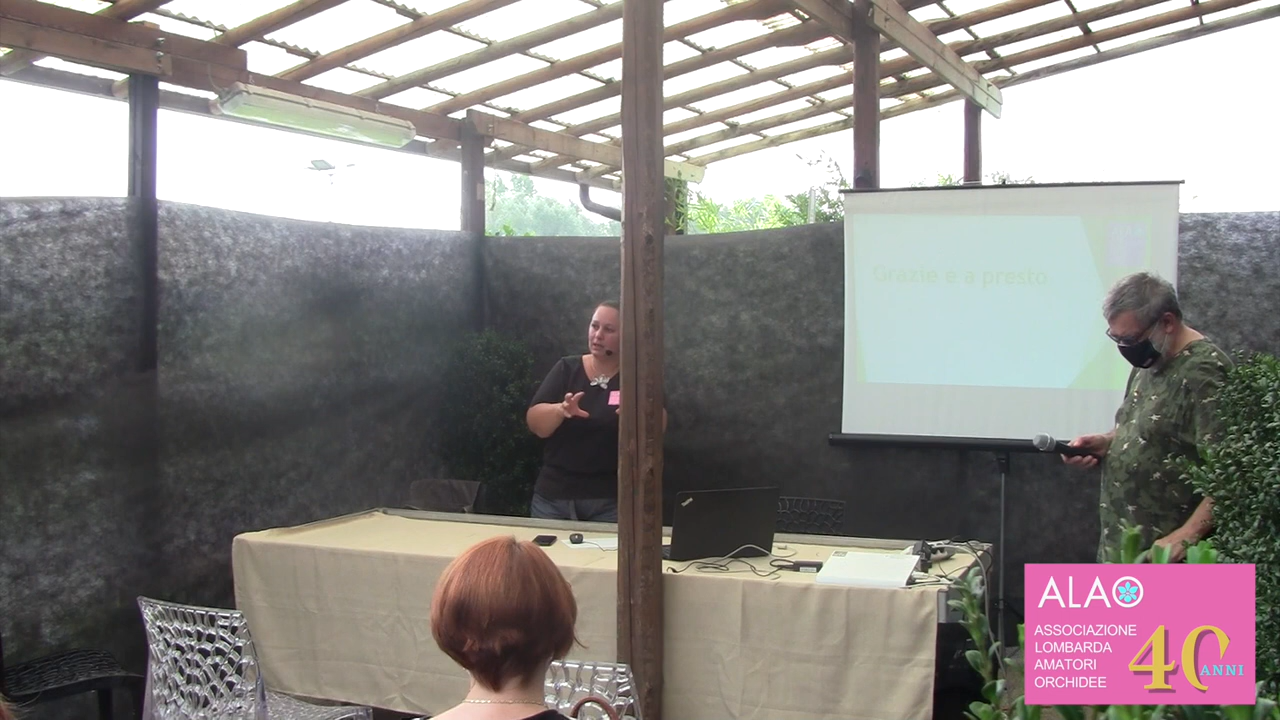 Grazie e a presto
ALAO
ASSOCIAZIONE
LOMBARDA
AMATORI
ORCHIDEE
40
ANNI